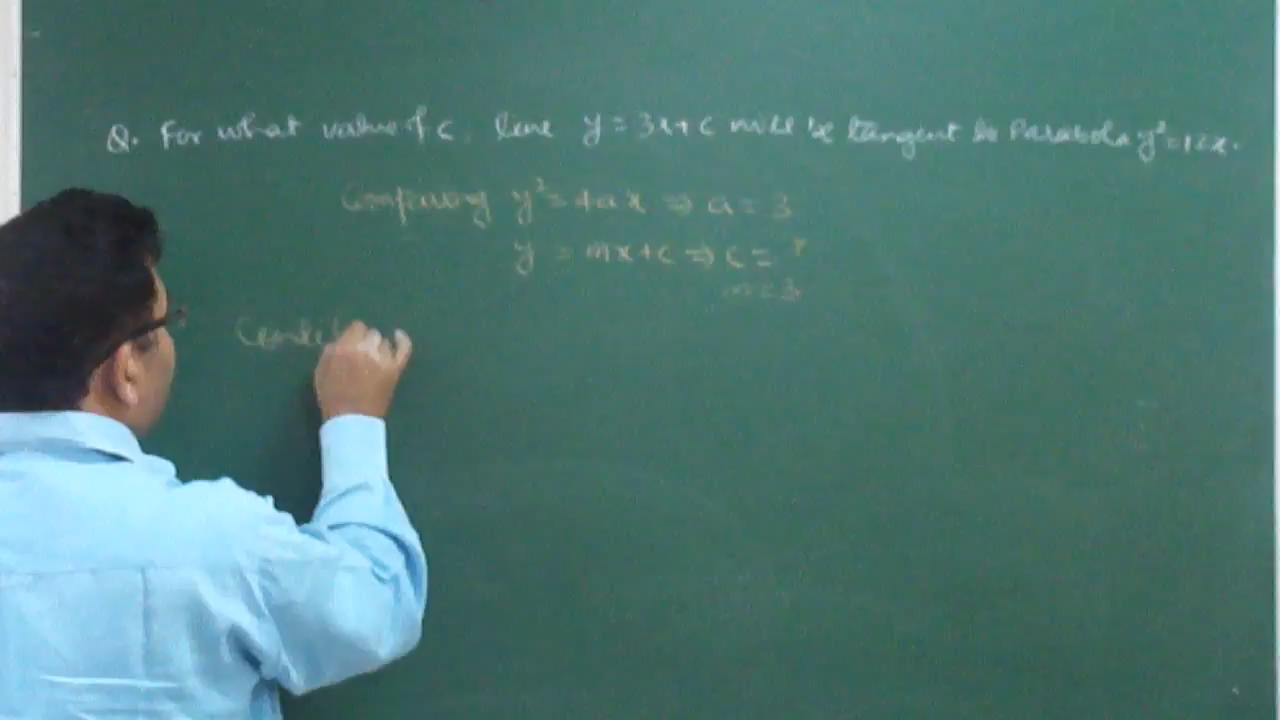 Q. For what value of c, line y = 3x + c will be tangent to Parabola y² = 12x.
Comparing y² = 4ax ⇒ a = 3
y = mx + c ⇒ c = ?
m = 3